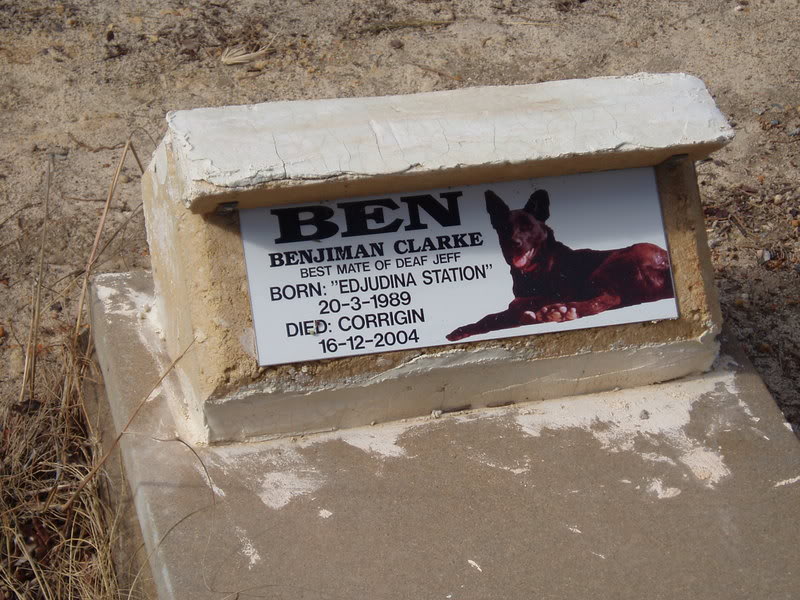 BEN
BENJIMAN CLARKE
BEST MATE OF DEAF JEFF
BORN: "EDJUDINA STATION"
20-3-1989
DIED: CORRIGIN
16-12-2004